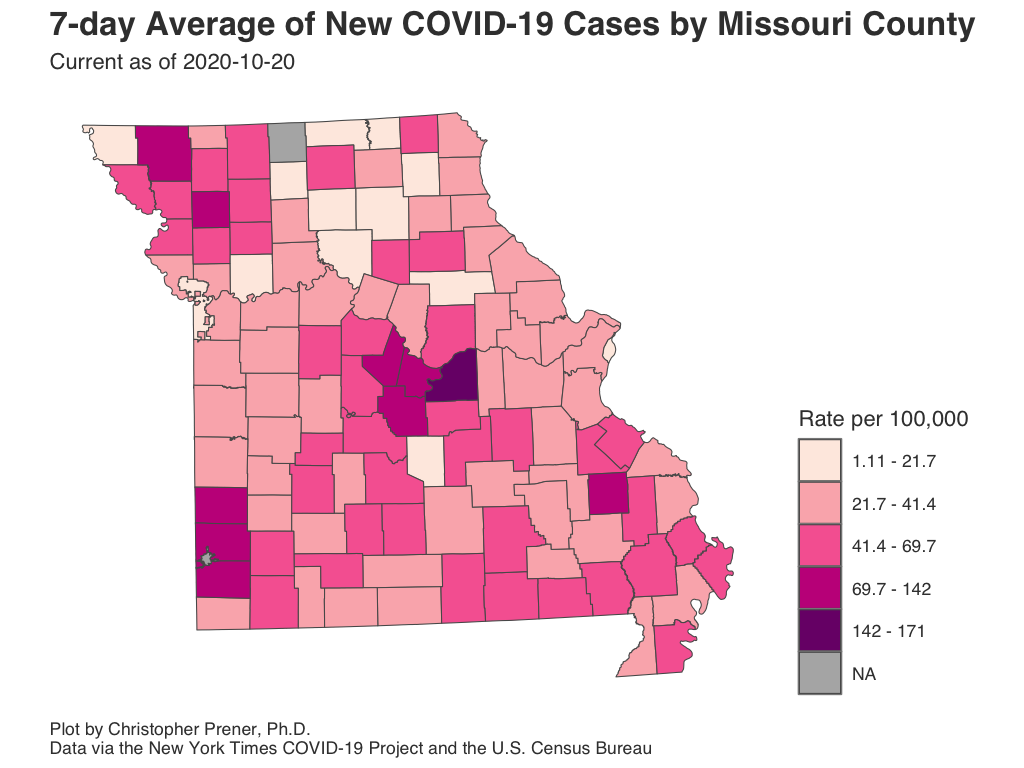 7-day Average of New COVID-19 Cases by Missouri County
Current as of 2020-10-20
Rate per 100,000
1.11 - 21.7
21.7 - 41.4
41.4 - 69.7
69.7 - 142
142 - 171
NA
Plot by Christopher Prener, Ph.D.
Data via the New York Times COVID-19 Project and the U.S. Census Bureau